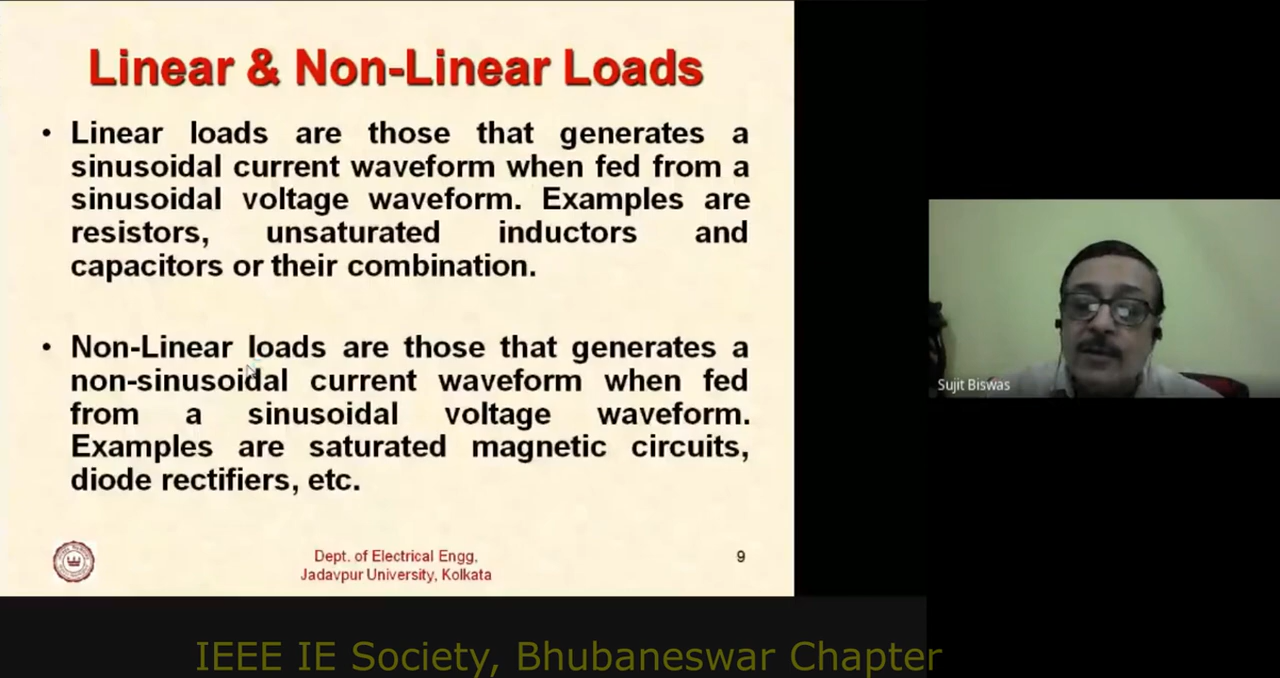 Linear & Non-Linear Loads
• Linear loads are those that generates a
sinusoidal current waveform when fed from a
sinusoidal voltage waveform. Examples are
resistors, unsaturated inductors and
capacitors or their combination.
• Non-Linear loads are those that generates a
non-sinusoidal current waveform when fed
from a sinusoidal voltage waveform.
Examples are saturated magnetic circuits,
diode rectifiers, etc.
Dept. of Electrical Engg,
Jadavpur University, Kolkata
9
Sujit Biswas
IEEE IE Society, Bhubaneswar Chapter